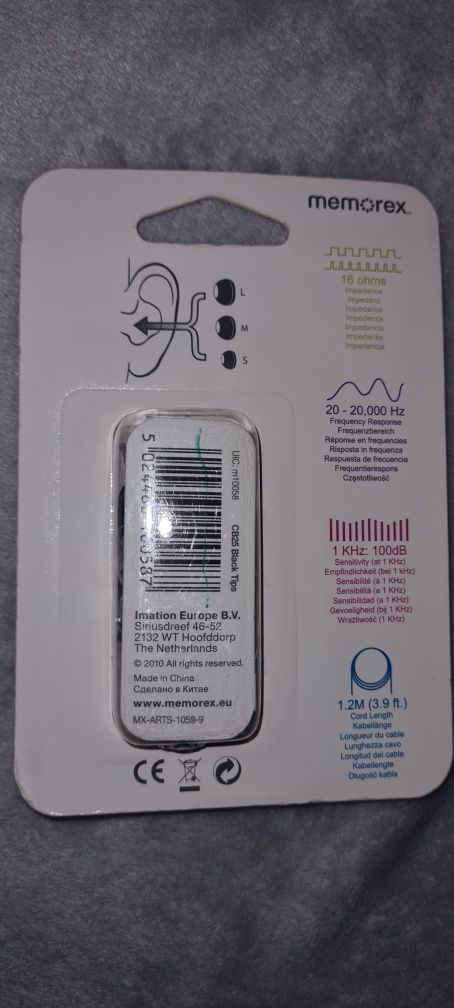 memorex™
L
M
S
16 ohms
Impedance
Impedanz
Impédance
Impedenza
Impedancia
Impedantie
Impedancja
20 - 20,000 Hz
Frequency Response
Frequenzbereich
Réponse en frequencies
Risposta in frequenza
Respuesta de frecuencia
Frequentierespons
Częstotliwość
1 KHz: 100dB
Sensitivity (at 1 KHz)
Empfindlichkeit (bei 1 kHz)
Sensibilité (à 1 KHz)
Sensibilità (a 1 KHz)
Sensibilidad (a 1 KHz)
Gevoeligheid (bij 1 KHz)
Wrażliwość (1 KHz)
1.2M (3.9 ft.)
Cord Length
Kabellänge
Longueur du cable
Lunghezza cavo
Longitud del cable
Kabellengte
Długość kabla
UIC: m10058
CB25 Black Tips
Imation Europe B.V.
Siriusdreef 46-52
2132 WT Hoofddorp
The Netherlands
© 2010 All rights reserved.
Made in China
Сделано в Китае
www.memorex.eu
MX-ARTS-1059-9
CE